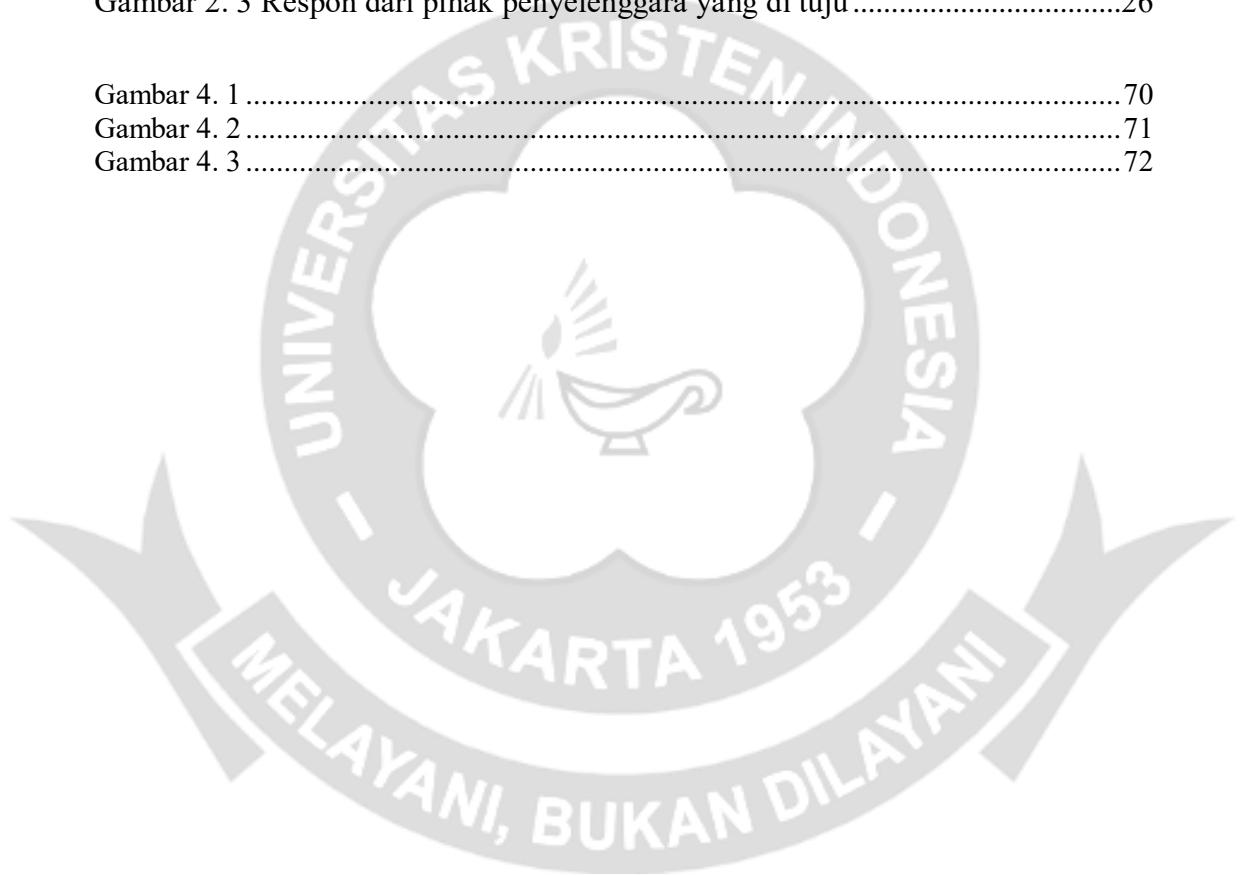 Gambar 2. 3 Respon dari pihak penyelenggara yang di tuju....................................26
Gambar 4. 1....................................................................................................................70
Gambar 4. 2....................................................................................................................71
Gambar 4. 3....................................................................................................................72
UNIVERSITAS KRISTEN INDONESIA
- JAKARTA 1953 -
MELAYANI, BUKAN DILAYANI